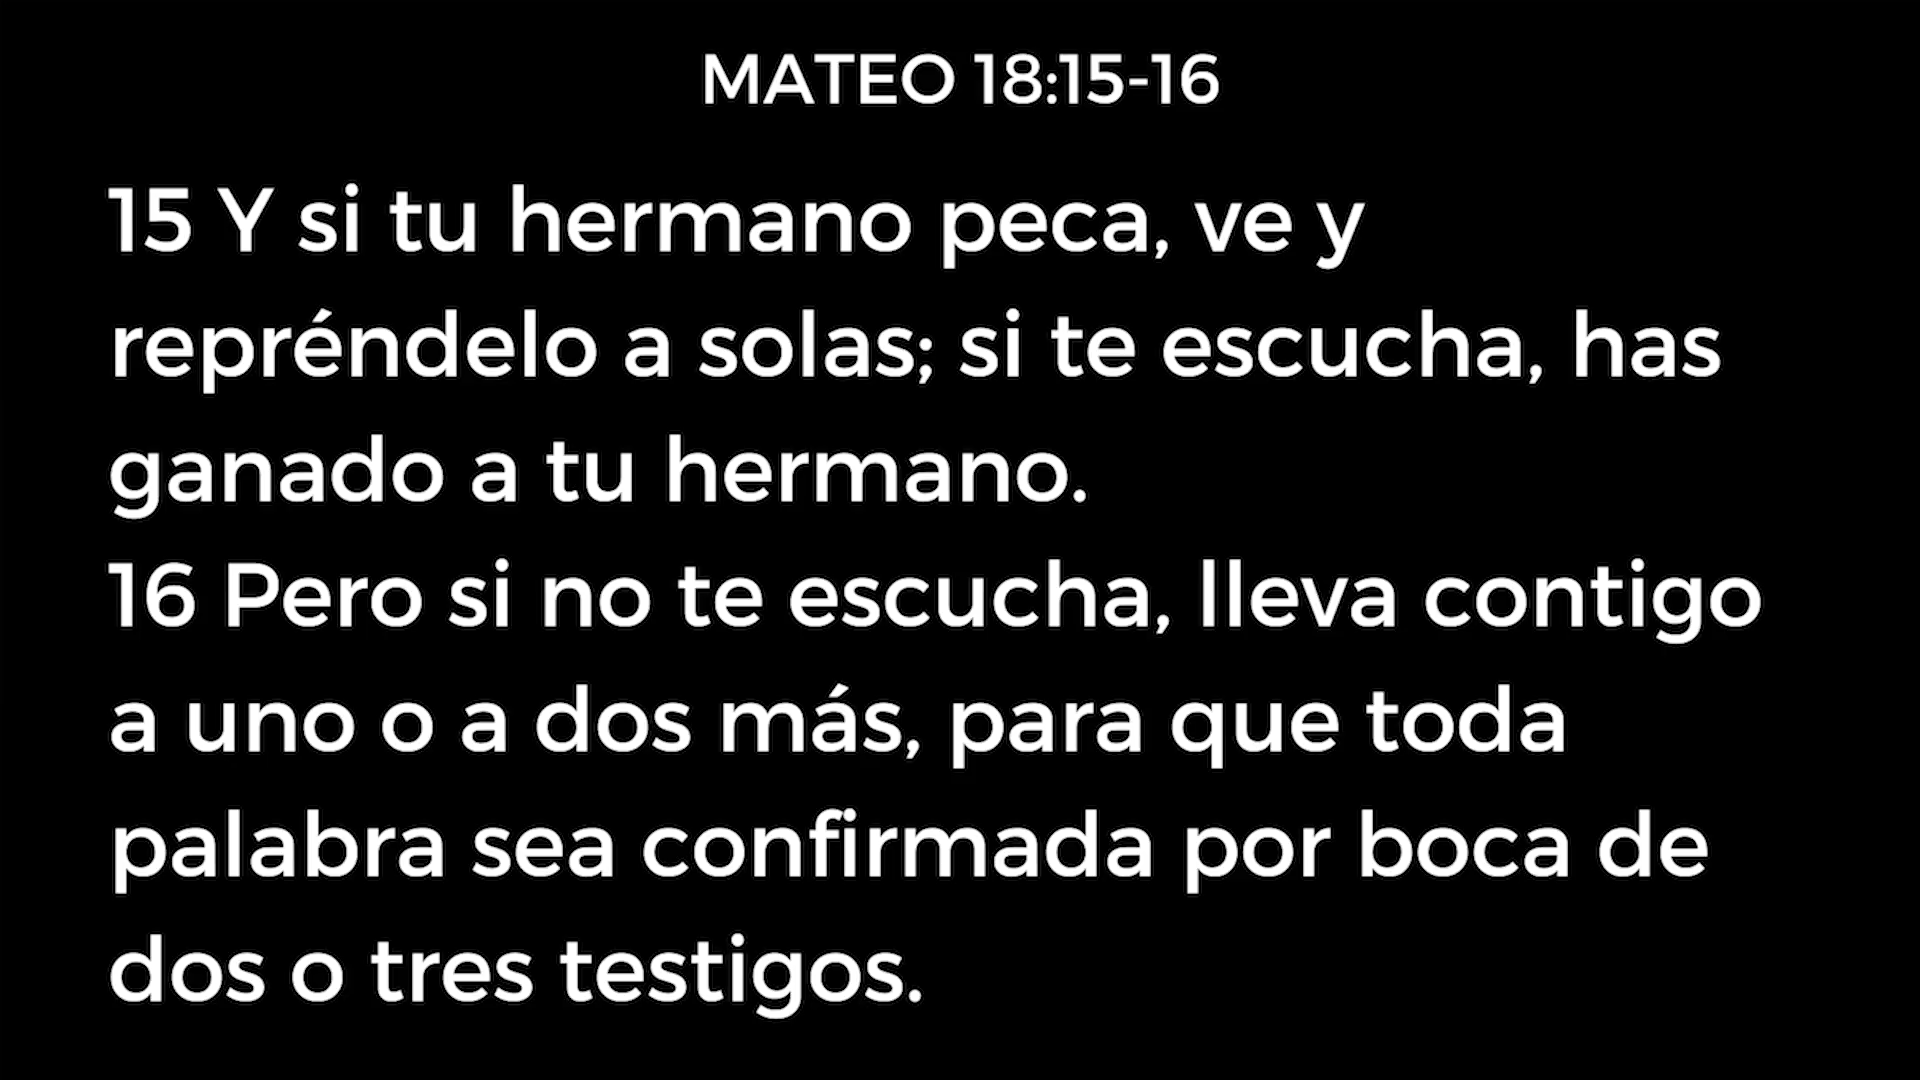 MATEO 18:15-16
15 Y si tu hermano peca, ve y
repréndelo a solas; si te escucha, has
ganado a tu hermano.
16 Pero si no te escucha, lleva contigo
a uno o a dos más, para que toda
palabra sea confirmada por boca de
dos o tres testigos.